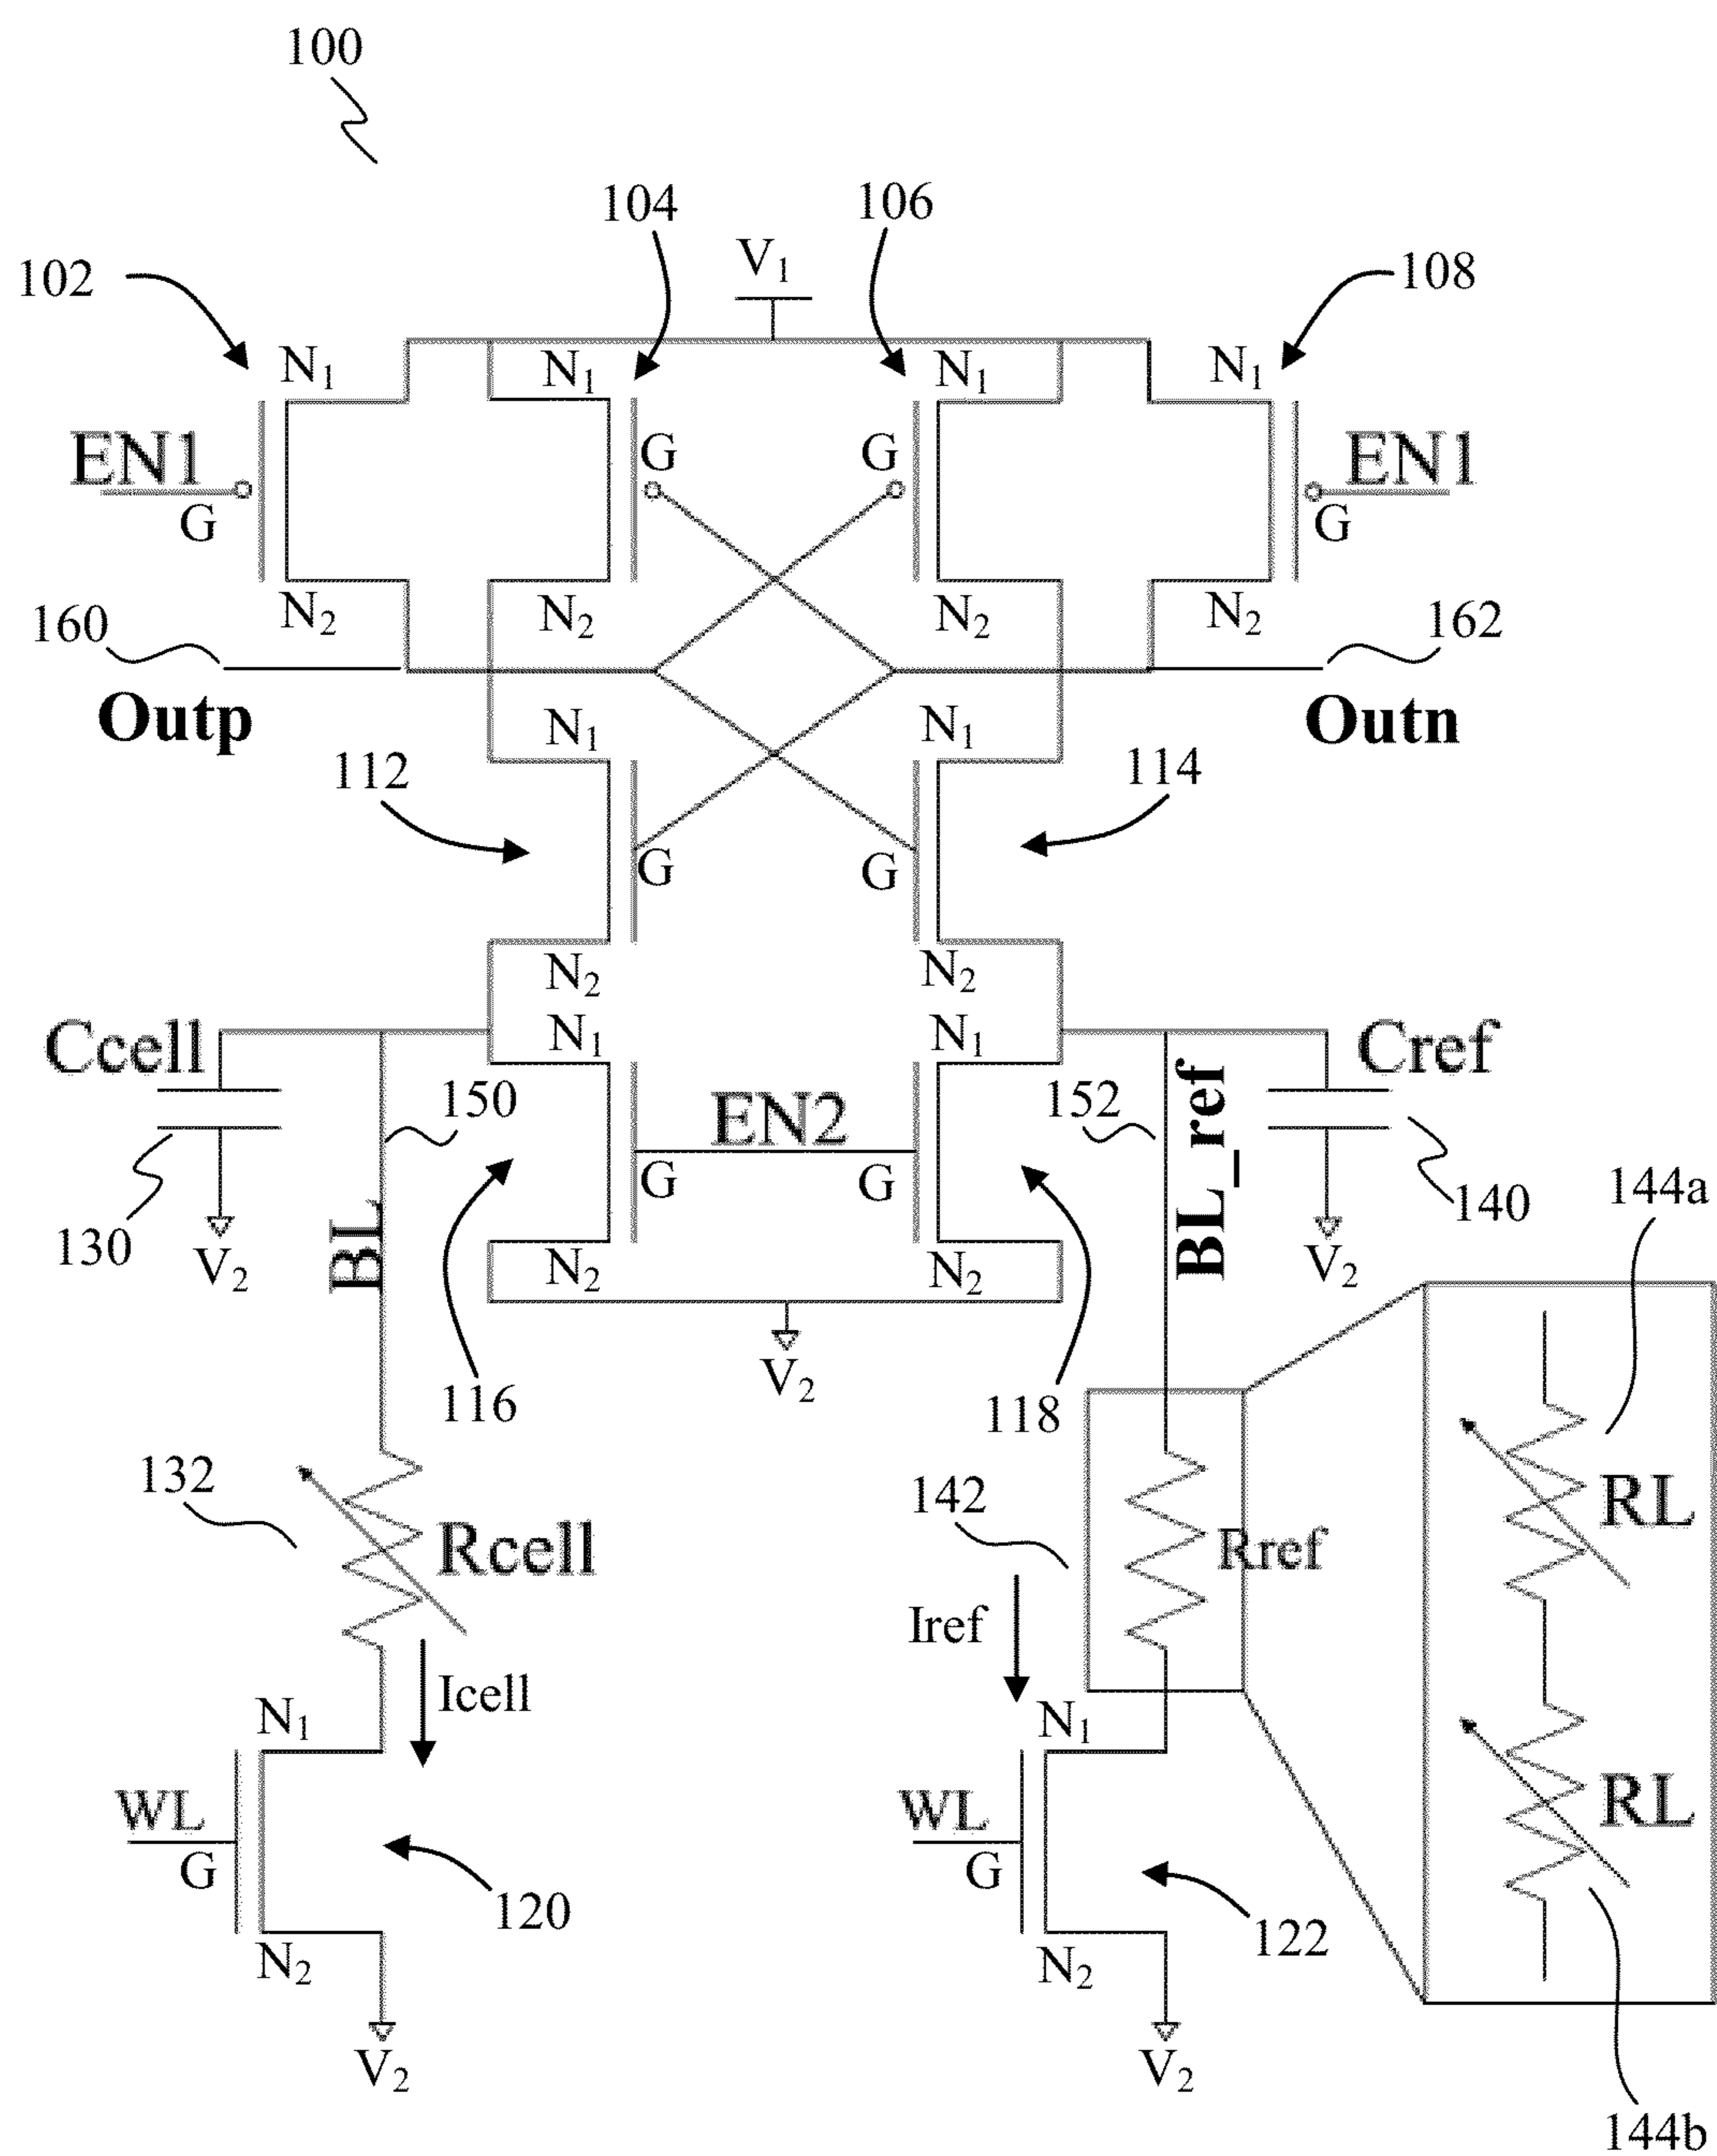 100
104
106
V1
102
108
N1
N1
N1
N1
EN1
G
G
G
EN1
G
N2
N2
N2
N2
160
162
Outp
Outn
N1
N1
112
114
G
G
N2
N2
Ccell
N1
N1
Cref
150
EN2
152
BL_ref
G
G
144a
130
V2
BL
N2
N2
140
V2
V2
116
118
RL
132
142
Rcell
Rref
Iref
Icell
N1
N1
WL
G
WL
G
RL
120
122
N2
N2
V2
V2
144b